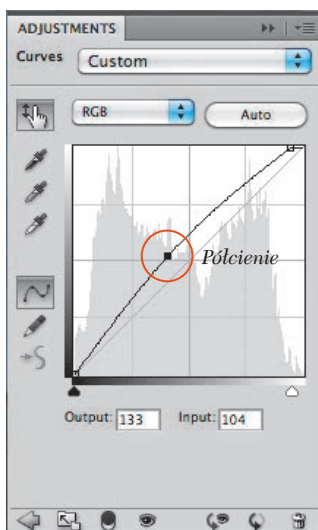 ADJUSTMENTS
Curves Custom
RGB Auto
Półcienie
Output: 133 Input: 104